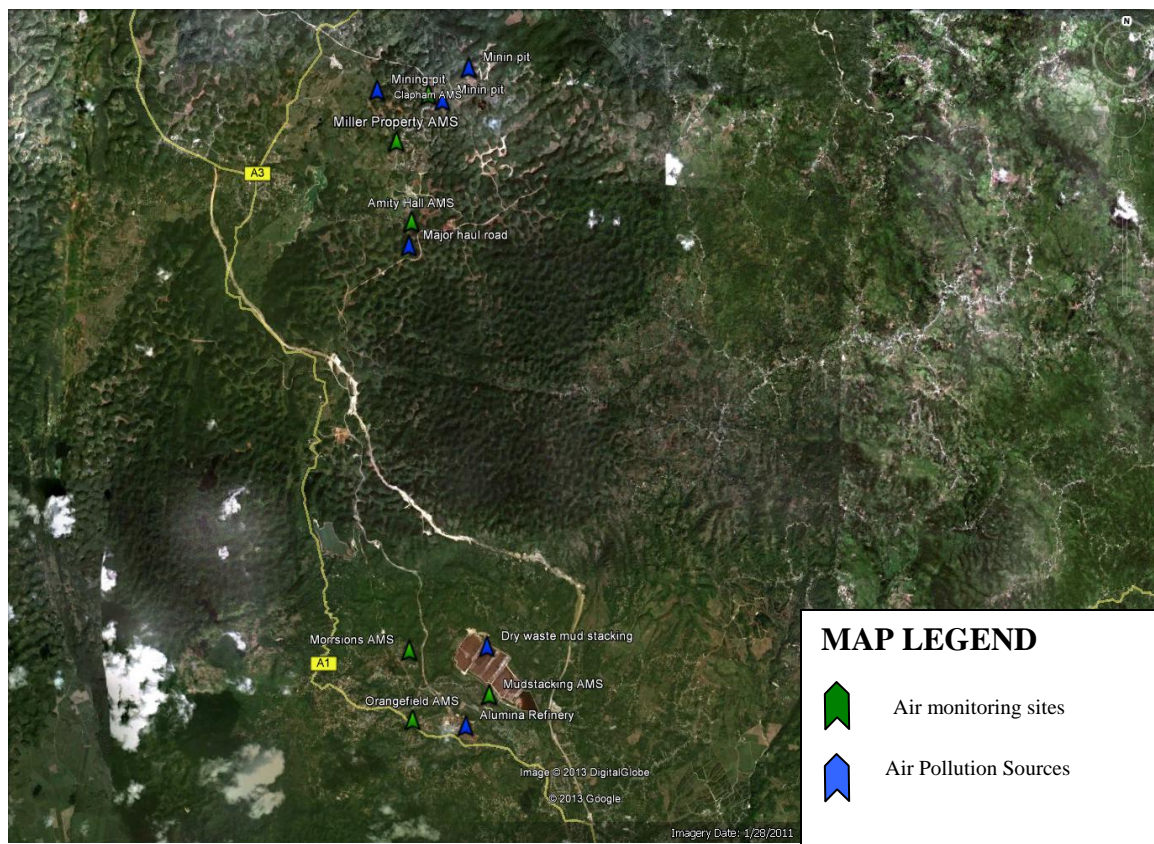 N
Minin pit
Mining pit
Clapham AMS
Minin pit
Miller Property AMS
A3
Amity Hall AMS
Major haul road
Morrsions AMS
Dry waste mud stacking
A1
Mudstacking AMS
Orangefield AMS
Alumina Refinery
Image © 2013 DigitalGlobe
© 2013 Google
Imagery Date: 1/28/2011
MAP LEGEND
Air monitoring sites
Air Pollution Sources